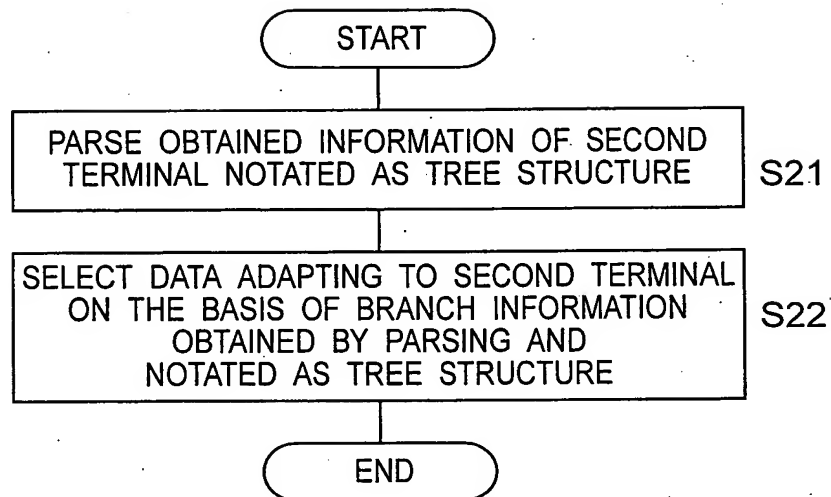 START
PARSE OBTAINED INFORMATION OF SECOND
TERMINAL NOTATED AS TREE STRUCTURE
S21
SELECT DATA ADAPTING TO SECOND TERMINAL
ON THE BASIS OF BRANCH INFORMATION
OBTAINED BY PARSING AND
NOTATED AS TREE STRUCTURE
S22
END